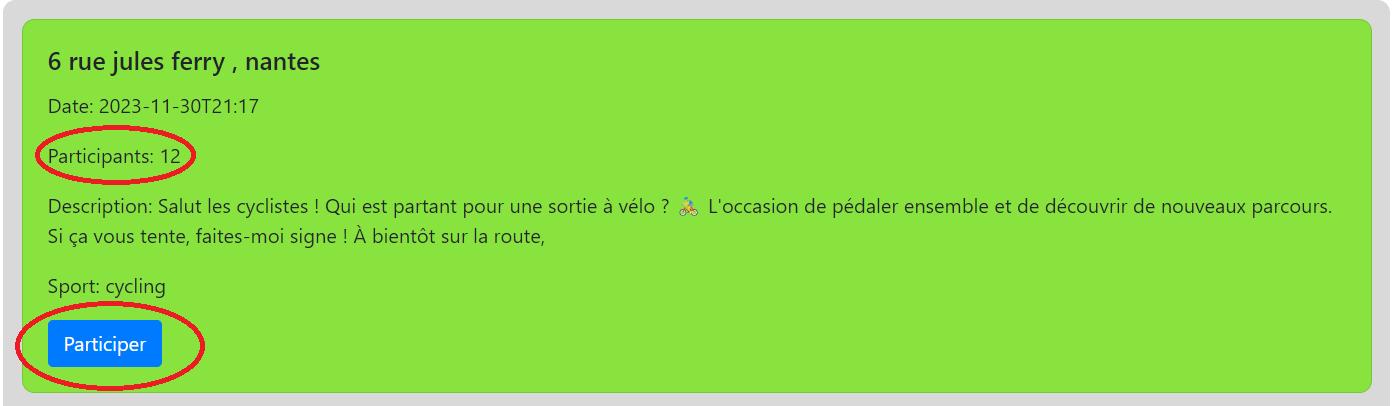 6 rue jules ferry , nantes
Date: 2023-11-30T21:17
Participants: 12
Description: Salut les cyclistes ! Qui est partant pour une sortie à vélo ? 🚴 L'occasion de pédaler ensemble et de découvrir de nouveaux parcours.
Si ça vous tente, faites-moi signe ! À bientôt sur la route,
Sport: cycling
Participer